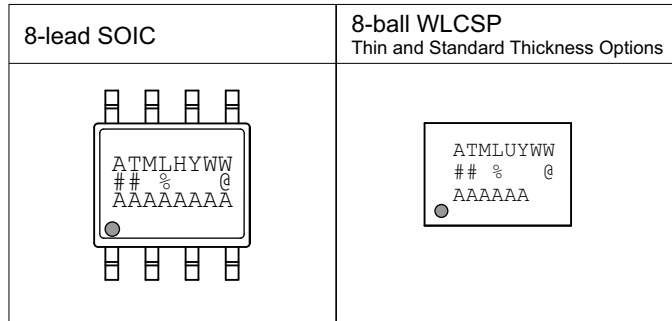 8-lead SOIC
8-ball WLCSP
Thin and Standard Thickness Options
ATMLHYWW
## % @
AAAAAAAA
ATMLUYWW
## % @
AAAAAA